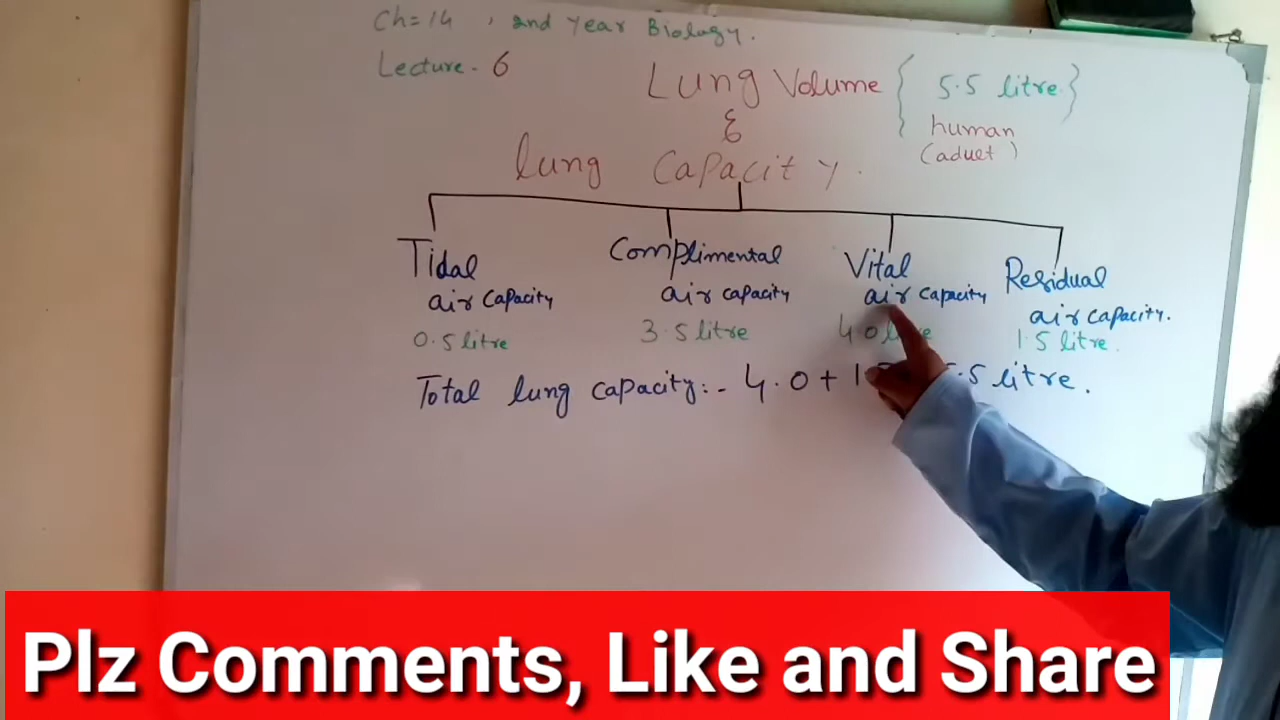 Ch=14, 2nd Year Biology.
Lecture - 6
Lung Volume { 5.5 litre }
&
human
(aduet)
lung Capacity.
Tidal
air capacity
0.5 litre
Complimental
air capacity
3.5 litre
Vital
air capacity
4.0
Residual
air capacity.
1.5 litre.
Total lung capacity:- 4.0 + .5 litre.
Plz Comments, Like and Share